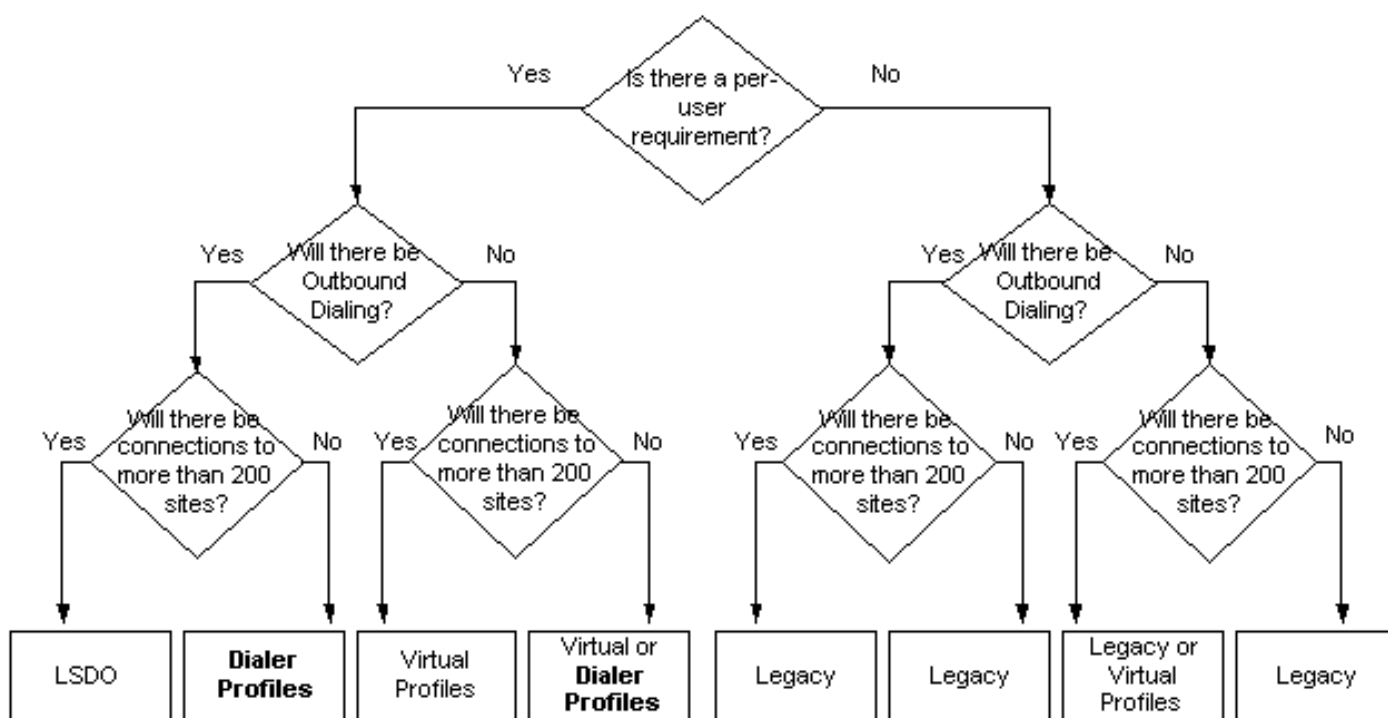 Yes
Is there a per-
user
requirement?
No
Yes
Will there be
Outbound
Dialing?
No
Yes
Will there be
Outbound
Dialing?
No
Yes
Will there be
connections to
more than 200
sites?
No
Yes
Will there be
connections to
more than 200
sites?
No
Yes
Will there be
connections to
more than 200
sites?
No
Yes
Will there be
connections to
more than 200
sites?
No
LSDO
Dialer
Profiles
Virtual
Profiles
Virtual or
Dialer
Profiles
Legacy
Legacy
Legacy or
Virtual
Profiles
Legacy